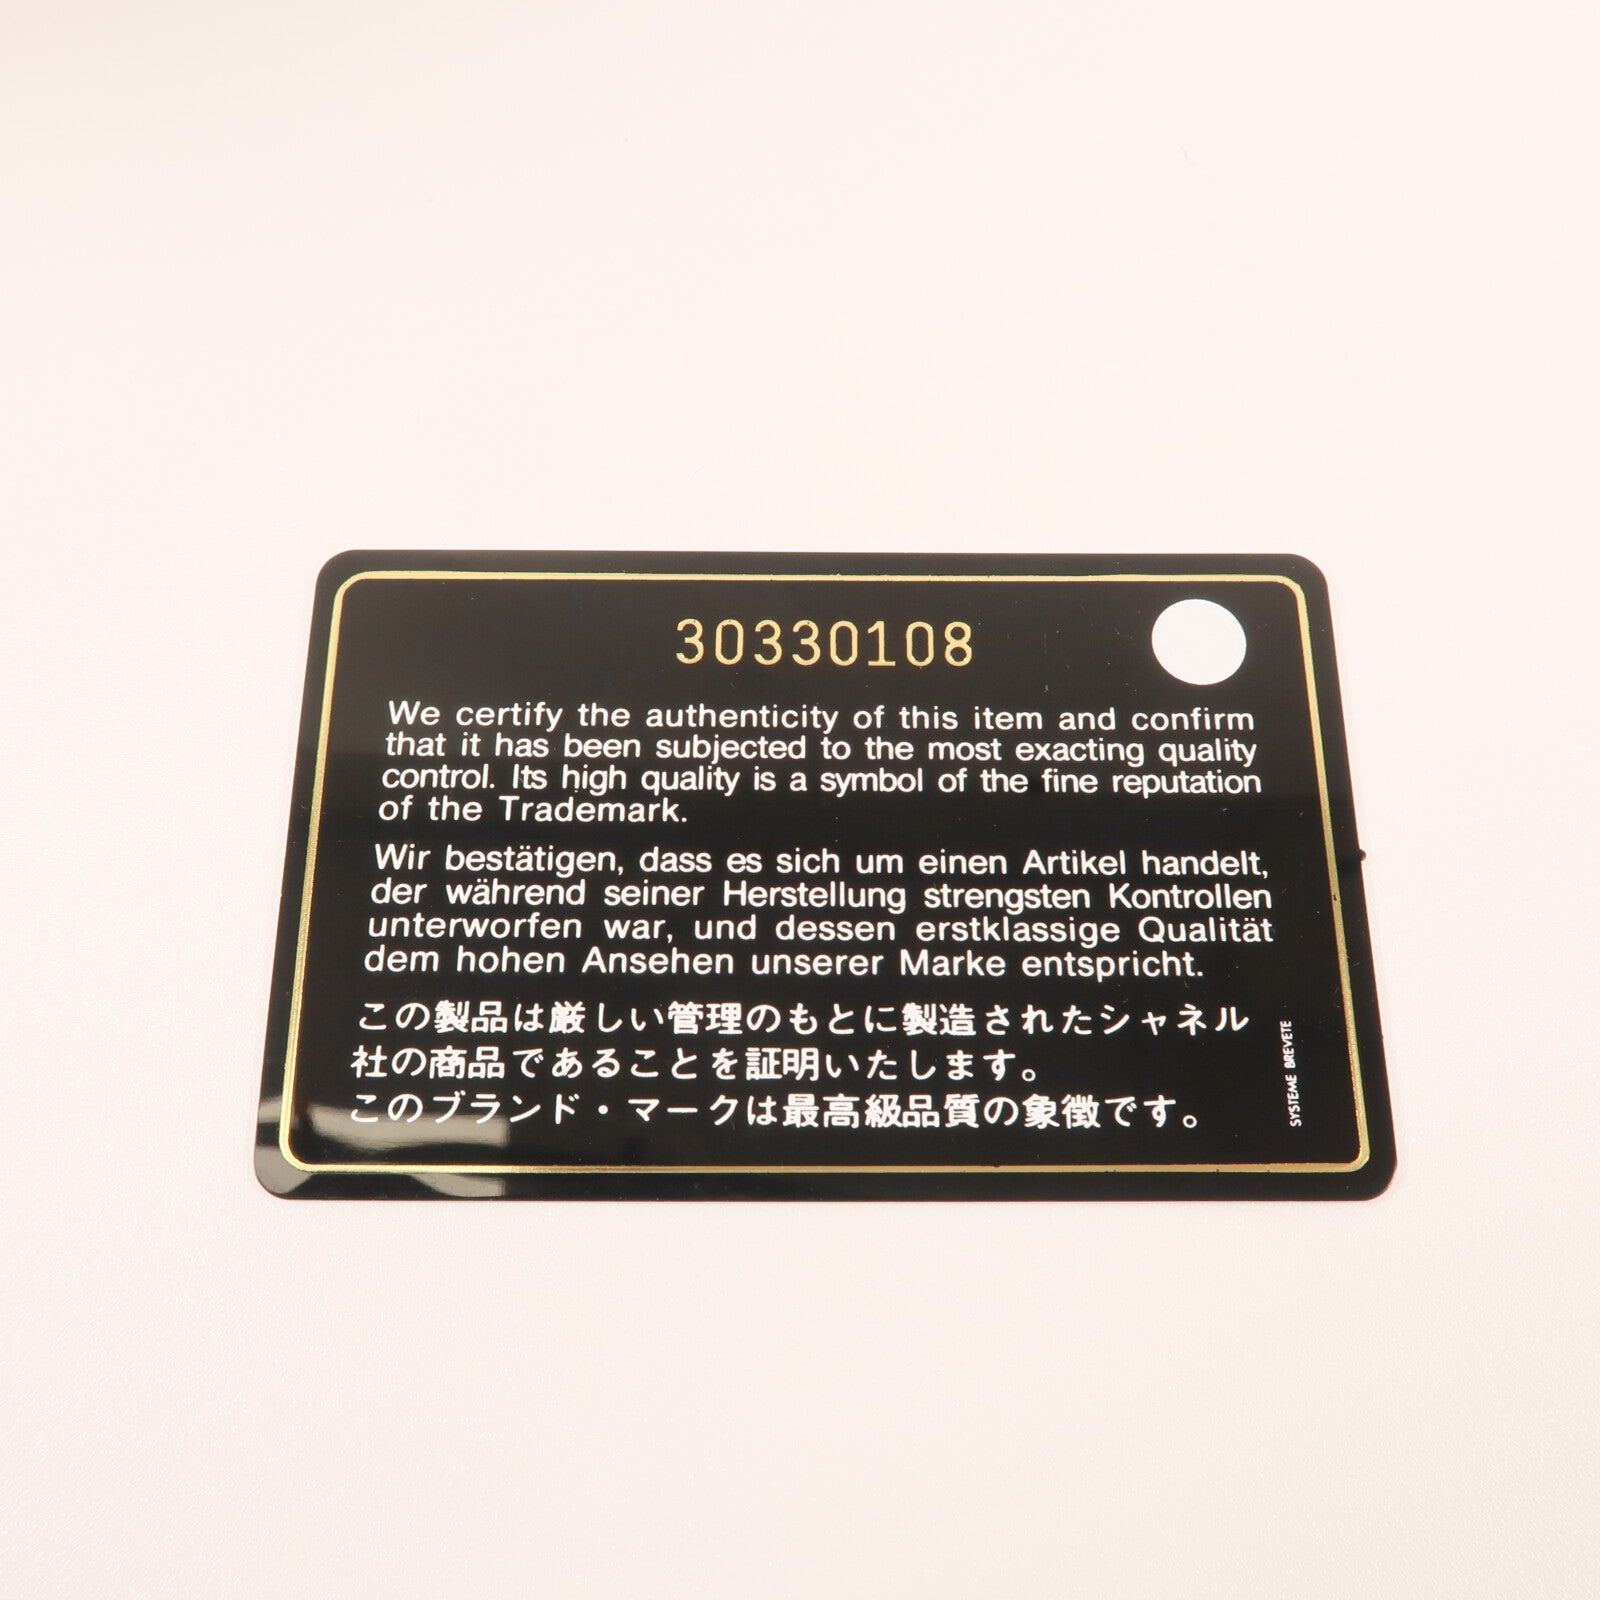 30330108
We certify the authenticity of this item and confirm
that it has been subjected to the most exacting quality
control. Its high quality is a symbol of the fine reputation
of the Trademark.
Wir bestätigen, dass es sich um einen Artikel handelt,
der während seiner Herstellung strengsten Kontrollen
unterworfen war, und dessen erstklassige Qualität
dem hohen Ansehen unserer Marke entspricht.
この製品は厳しい管理のもとに製造されたシャネル
社の商品であることを証明いたします。
このブランド・マークは最高級品質の象徴です。
SYSTEME BREVETE